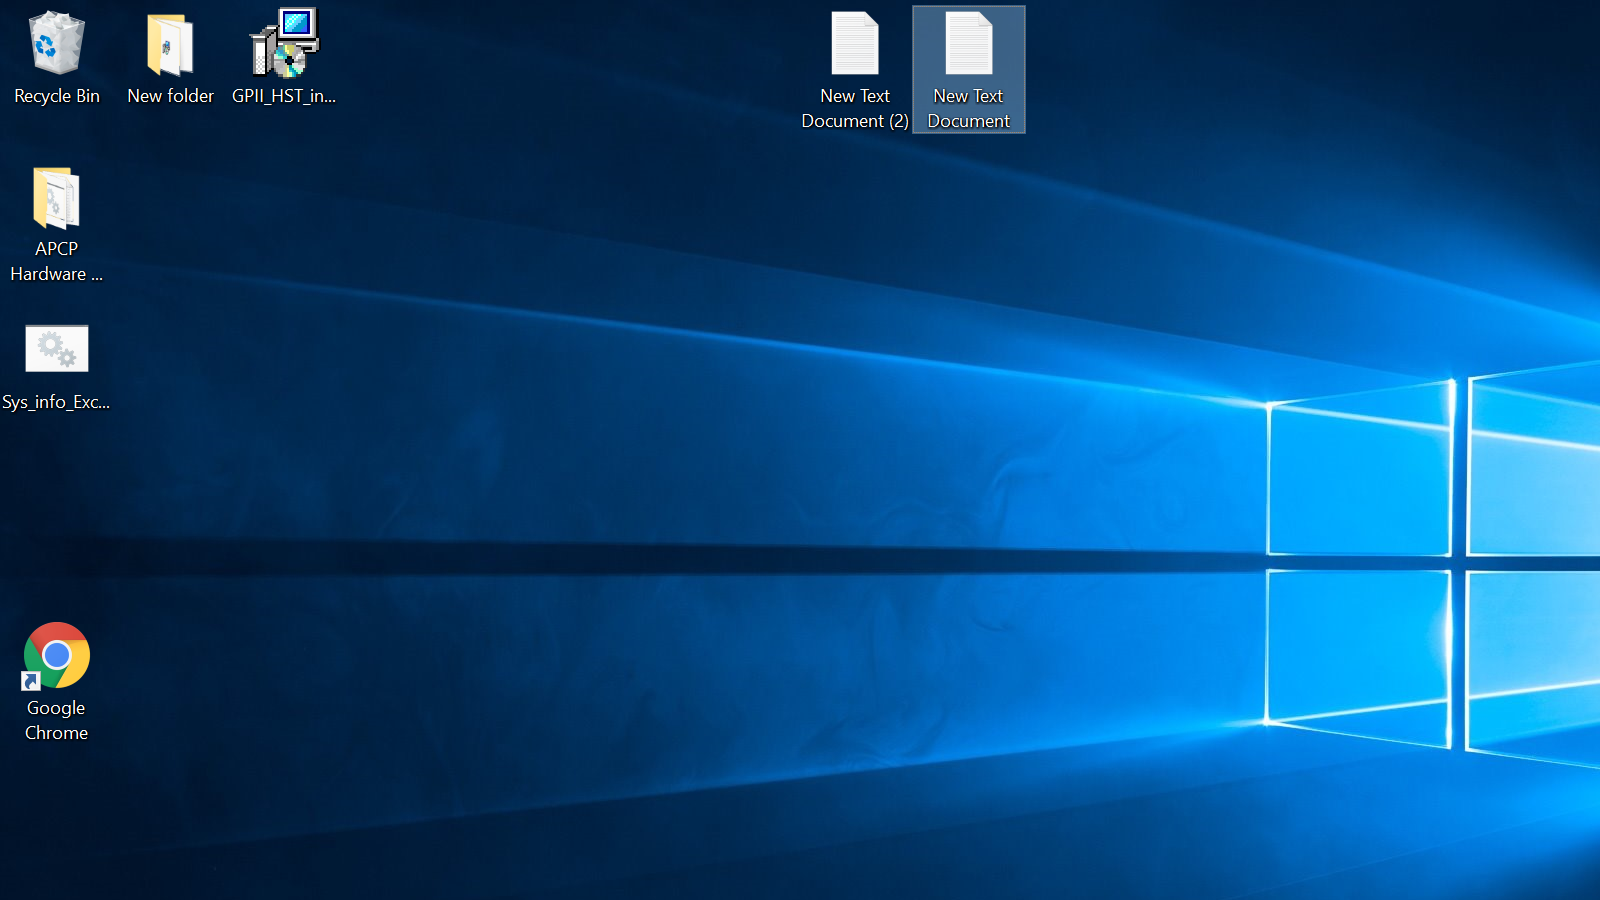 Recycle Bin
New folder
GPII_HST_in...
New Text
Document (2)
New Text
Document
APCP
Hardware ...
Sys_info_Exc...
Google
Chrome